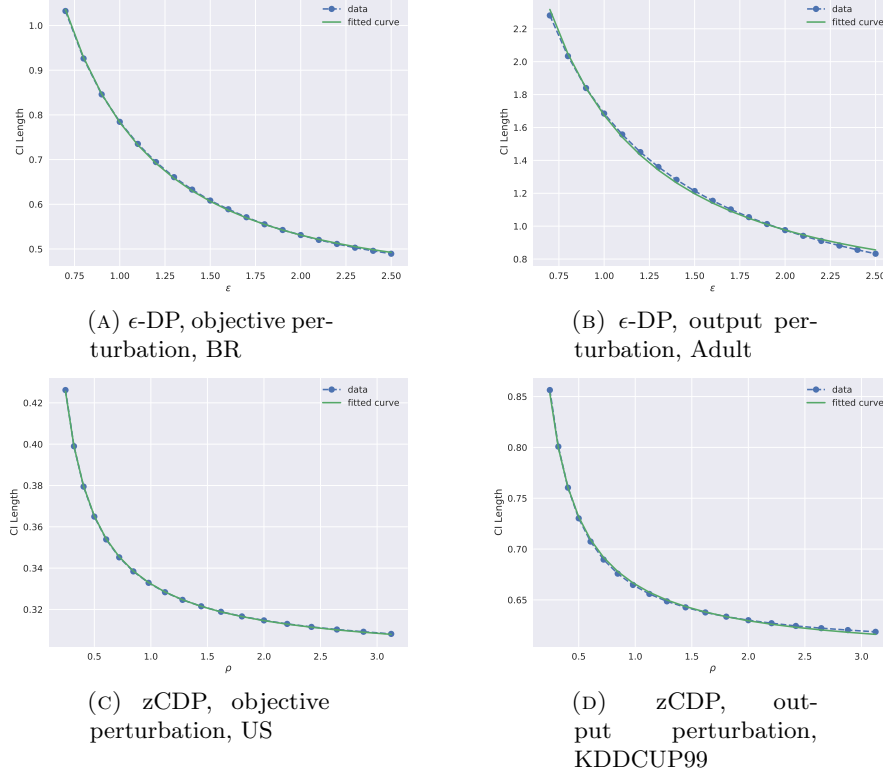 data
fitted curve
CI Length
1.0
0.9
0.8
0.7
0.6
0.5
0.75 1.00 1.25 1.50 1.75 2.00 2.25 2.50
ε
(A) ϵ-DP, objective per-
turbation, BR
data
fitted curve
CI Length
2.2
2.0
1.8
1.6
1.4
1.2
1.0
0.8
0.75 1.00 1.25 1.50 1.75 2.00 2.25 2.50
ε
(B) ϵ-DP, output per-
turbation, Adult
data
fitted curve
CI Length
0.42
0.40
0.38
0.36
0.34
0.32
0.5 1.0 1.5 2.0 2.5 3.0
ρ
(C) zCDP, objective
perturbation, US
data
fitted curve
CI Length
0.85
0.80
0.75
0.70
0.65
0.5 1.0 1.5 2.0 2.5 3.0
ρ
(D) zCDP, out-
put perturbation,
KDDCUP99